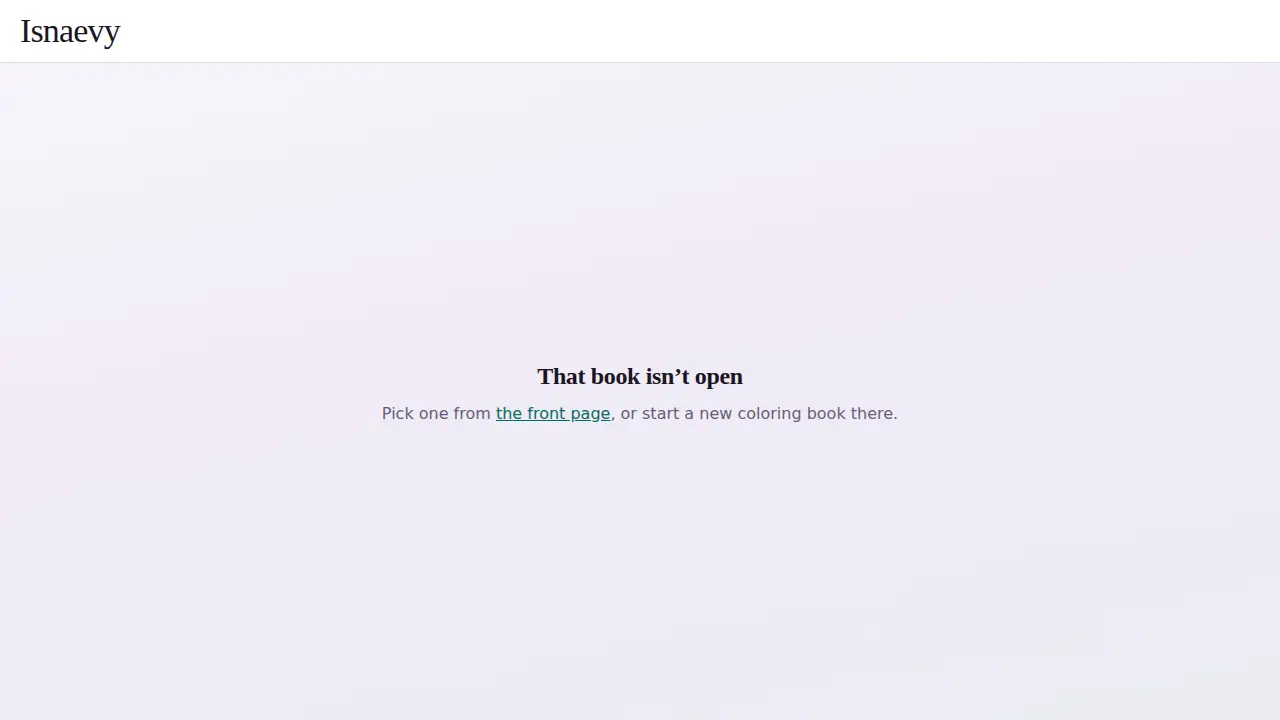 Isnaevy
That book isn’t open
Pick one from the front page, or start a new coloring book there.